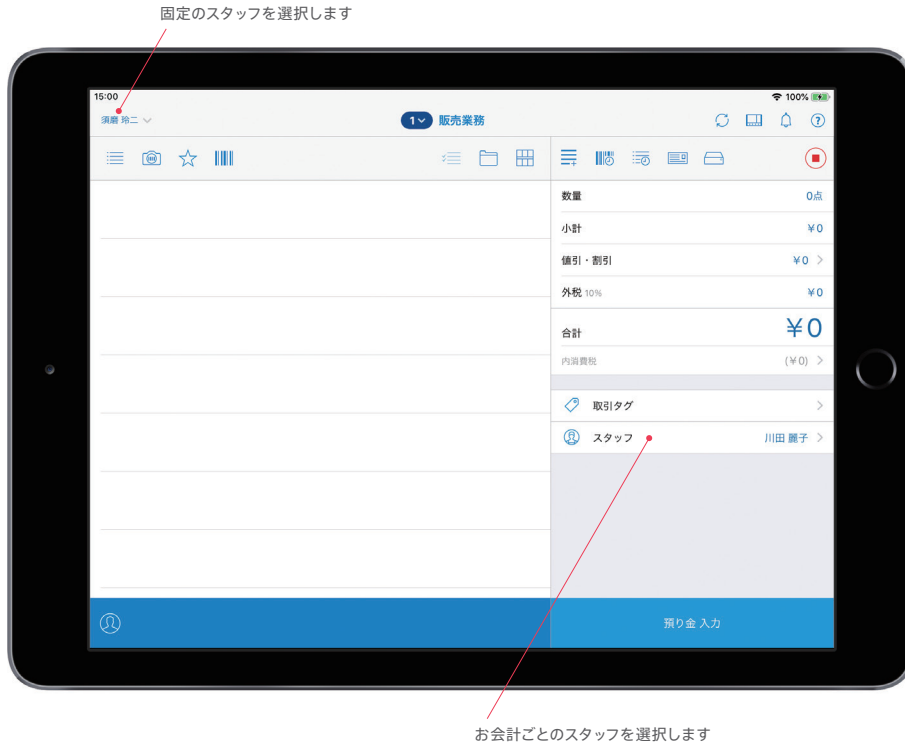 固定のスタッフを選択します
15:00
100%
須磨 玲二
1 販売業務
数量 0点
小計 ¥0
値引・割引 ¥0
外税 10% ¥0
合計 ¥0
内消費税 (¥0)
取引タグ
スタッフ 川田 麗子
預り金 入力
お会計ごとのスタッフを選択します